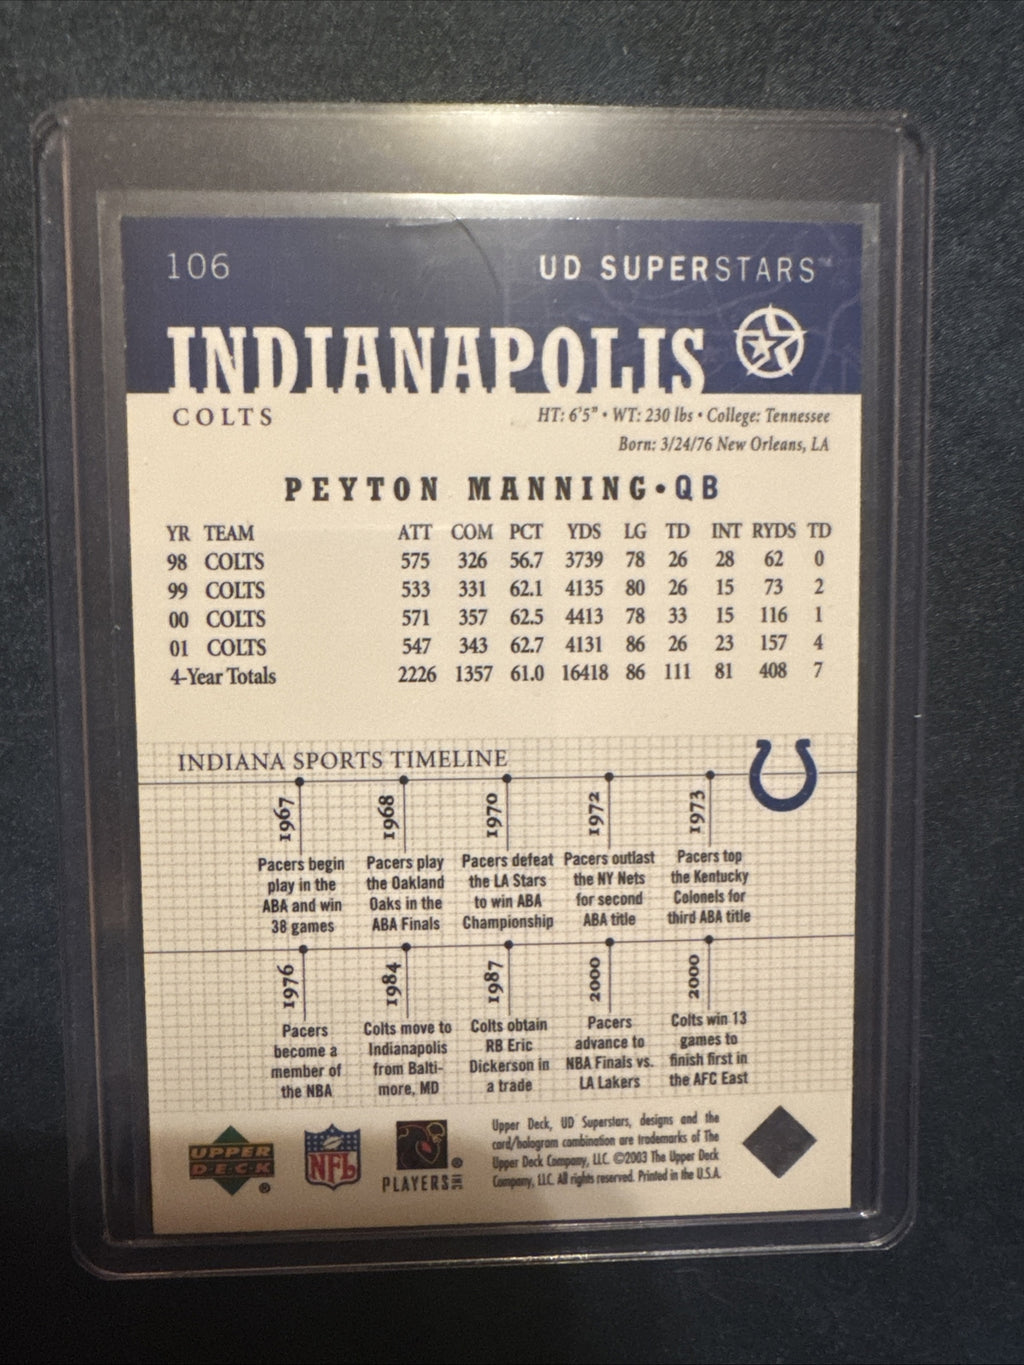 106 UD SUPERSTARS™
INDIANAPOLIS
COLTS HT: 6'5" • WT: 230 lbs • College: Tennessee
Born: 3/24/76 New Orleans, LA
PEYTON MANNING • QB
YR TEAM ATT COM PCT YDS LG TD INT RYDS TD
98 COLTS 575 326 56.7 3739 78 26 28 62 0
99 COLTS 533 331 62.1 4135 80 26 15 73 2
00 COLTS 571 357 62.5 4413 78 33 15 116 1
01 COLTS 547 343 62.7 4131 86 26 23 157 4
4-Year Totals 2226 1357 61.0 16418 86 111 81 408 7
INDIANA SPORTS TIMELINE
1967
Pacers begin
play in the
ABA and win
38 games
1968
Pacers play
the Oakland
Oaks in the
ABA Finals
1970
Pacers defeat
the LA Stars
to win ABA
Championship
1972
Pacers outlast
the NY Nets
for second
ABA title
1973
Pacers top
the Kentucky
Colonels for
third ABA title
1976
Pacers
become a
member of
the NBA
1984
Colts move to
Indianapolis
from Balti-
more, MD
1987
Colts obtain
RB Eric
Dickerson in
a trade
2000
Pacers
advance to
NBA Finals vs.
LA Lakers
2000
Colts win 13
games to
finish first in
the AFC East
UPPER
DECK®
NFL
PLAYERS INC®
Upper Deck, UD Superstars, designs and the
card/hologram combination are trademarks of The
Upper Deck Company, LLC. ©2003 The Upper Deck
Company, LLC. All rights reserved. Printed in the U.S.A.